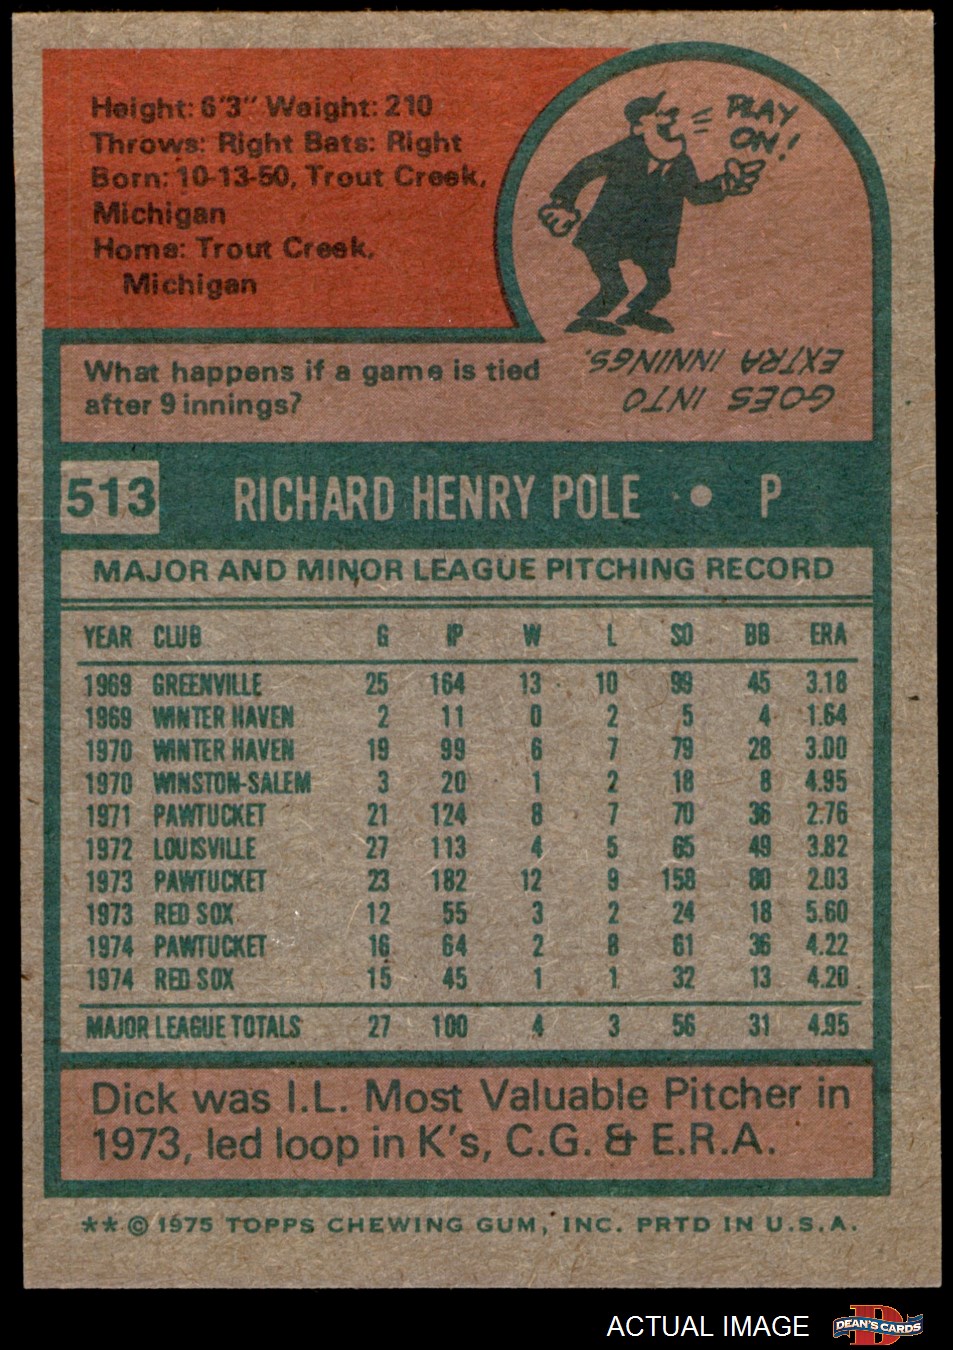 Height: 6'3" Weight: 210
Throws: Right Bats: Right
Born: 10-13-50, Trout Creek,
Michigan
Home: Trout Creek,
Michigan
PLAY
ON!
What happens if a game is tied
after 9 innings?
GOES INTO
EXTRA INNINGS.
513 RICHARD HENRY POLE • P
MAJOR AND MINOR LEAGUE PITCHING RECORD
YEAR CLUB G IP W L SO BB ERA
1969 GREENVILLE 25 164 13 10 99 45 3.18
1969 WINTER HAVEN 2 11 0 2 5 4 1.64
1970 WINTER HAVEN 19 99 6 7 79 28 3.00
1970 WINSTON-SALEM 3 20 1 2 18 8 4.95
1971 PAWTUCKET 21 124 8 7 70 36 2.76
1972 LOUISVILLE 27 113 4 5 65 49 3.82
1973 PAWTUCKET 23 182 12 9 158 80 2.03
1973 RED SOX 12 55 3 2 24 18 5.60
1974 PAWTUCKET 16 64 2 8 61 36 4.22
1974 RED SOX 15 45 1 1 32 13 4.20
MAJOR LEAGUE TOTALS 27 100 4 3 56 31 4.95
Dick was I.L. Most Valuable Pitcher in
1973, led loop in K's, C.G. & E.R.A.
** © 1975 TOPPS CHEWING GUM, INC. PRTD IN U.S.A.
ACTUAL IMAGE
D
DEAN'S CARDS